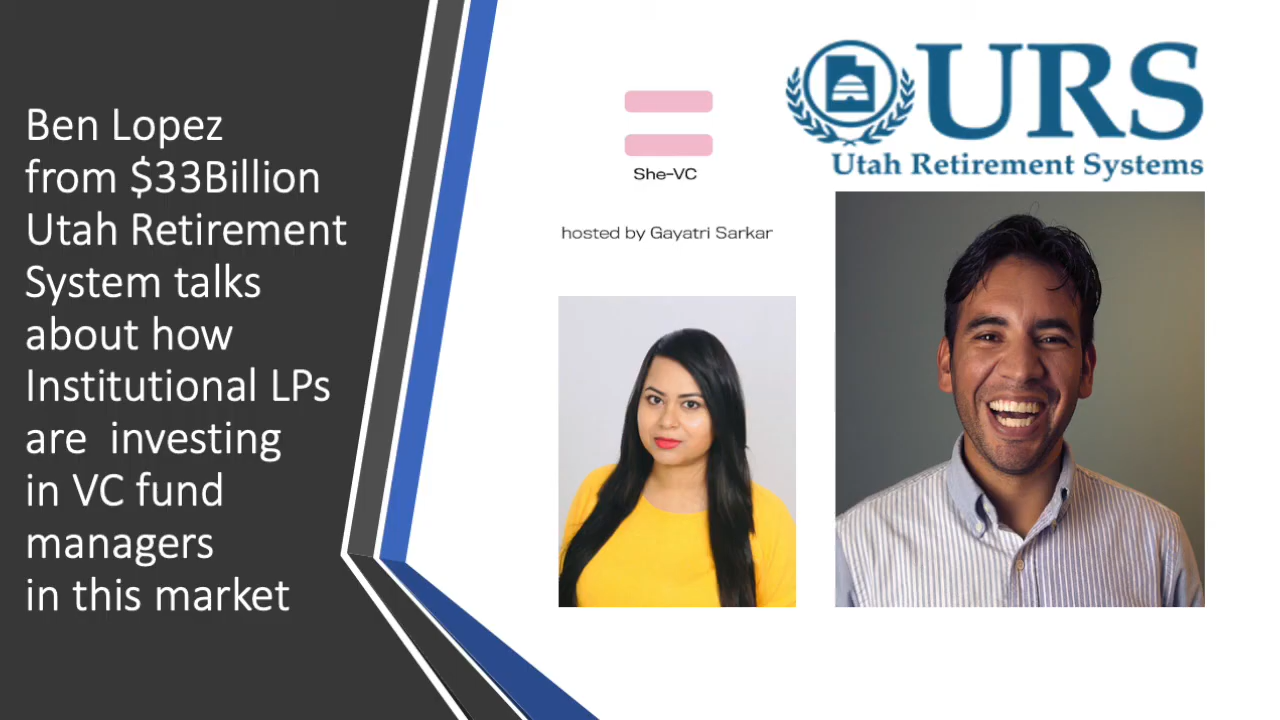 Ben Lopez
from $33Billion
Utah Retirement
System talks
about how
Institutional LPs
are  investing
in VC fund
managers
in this market
She-VC
hosted by Gayatri Sarkar
URS
Utah Retirement Systems